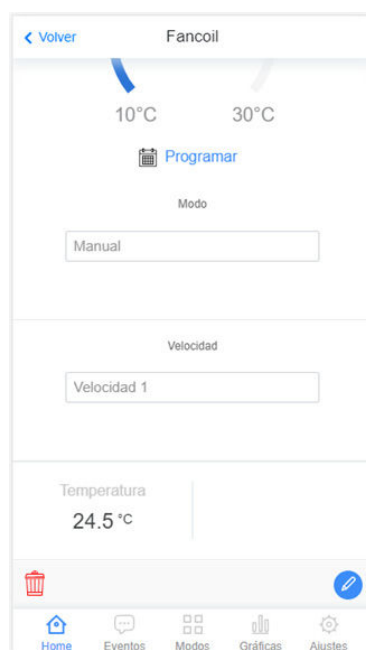 Volver Fancoil
10°C 30°C
Programar
Modo
Manual
Velocidad
Velocidad 1
Temperatura
24.5 °C
Home Eventos Modos Gráficas Ajustes